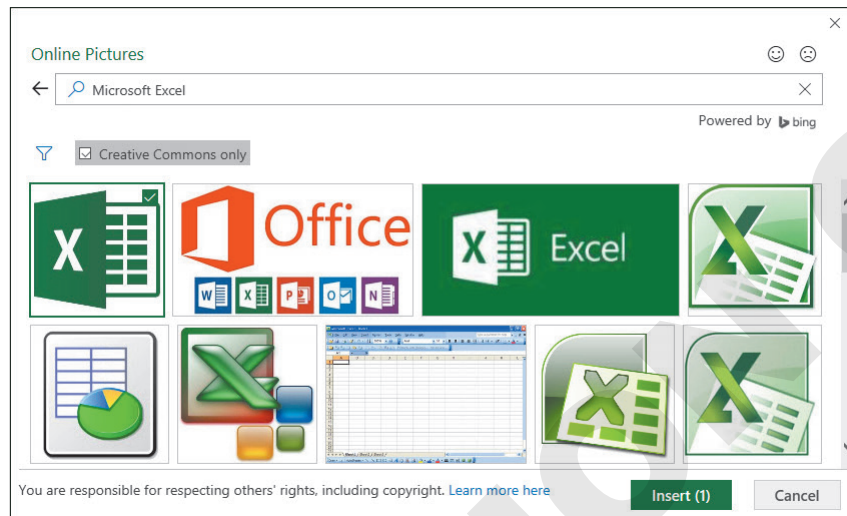 Online Pictures
Microsoft Excel
Powered by bing
Creative Commons only
Office
X Excel
W X P O N
You are responsible for respecting others' rights, including copyright. Learn more here
Insert (1)
Cancel